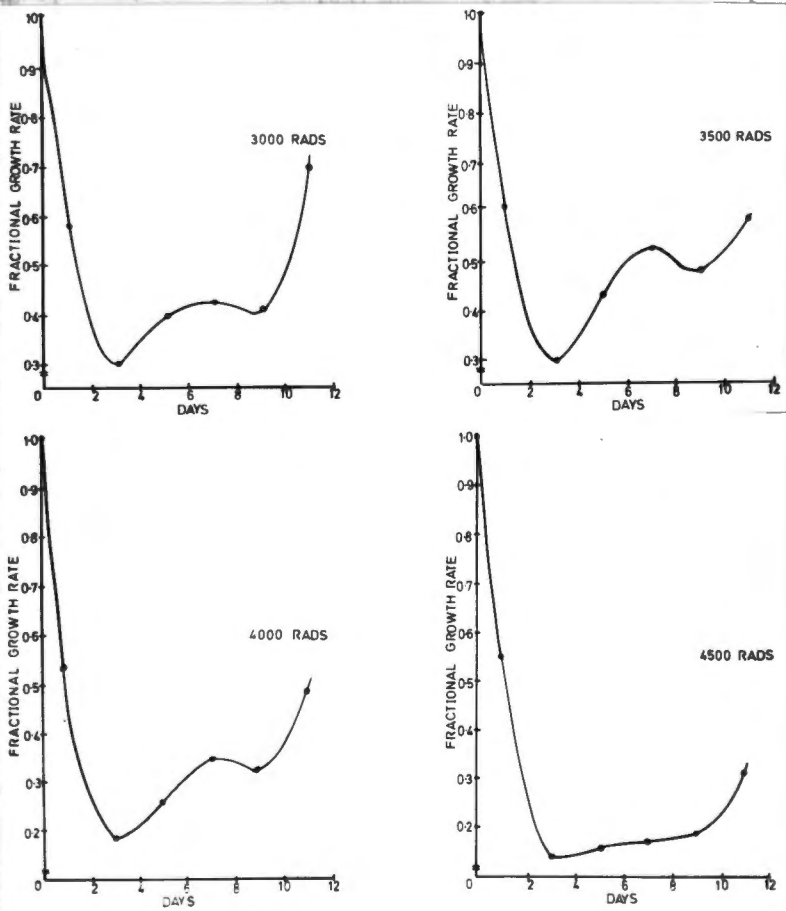 1·0
0·9
0·8
0·7
0·6
0·5
0·4
0·3
0 2 4 6 8 10 12
DAYS
FRACTIONAL GROWTH RATE
3000 RADS
1·0
0·9
0·8
0·7
0·6
0·5
0·4
0·3
0 2 4 6 8 10 12
DAYS
FRACTIONAL GROWTH RATE
3500 RADS
1·0
0·9
0·8
0·7
0·6
0·5
0·4
0·3
0·2
0 2 4 6 8 10 12
DAYS
FRACTIONAL GROWTH RATE
4000 RADS
1·0
0·9
0·8
0·7
0·6
0·5
0·4
0·3
0·2
0 2 4 6 8 10 12
DAYS
FRACTIONAL GROWTH RATE
4500 RADS